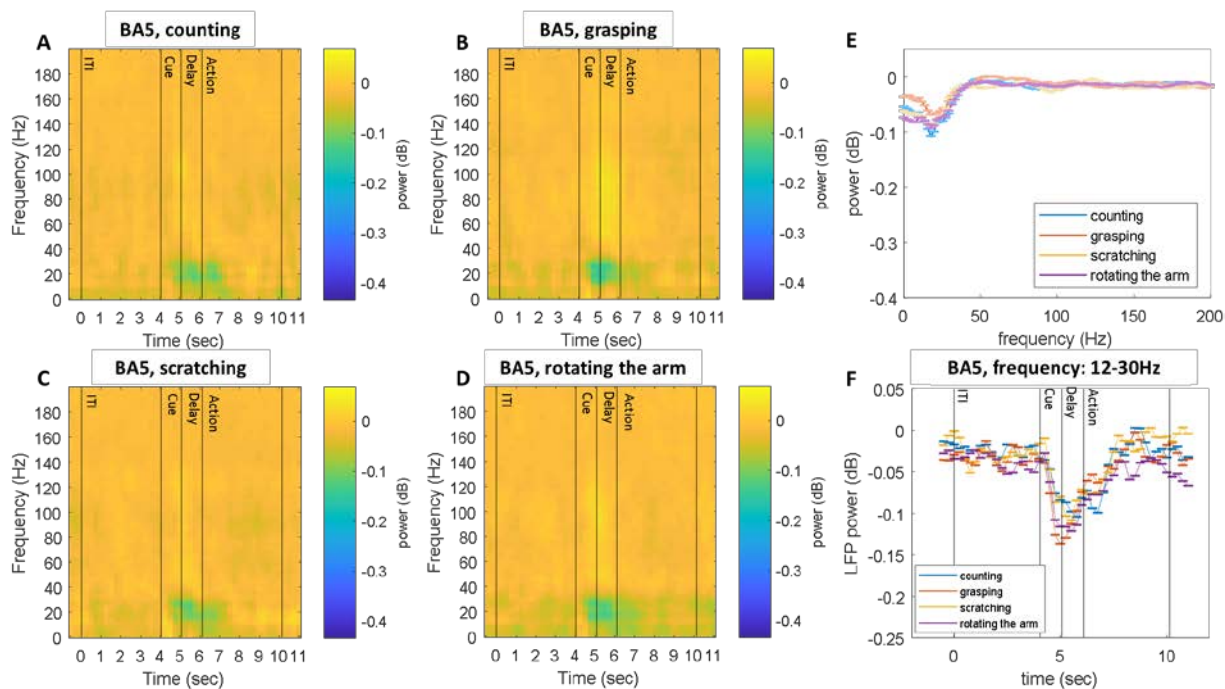 A
BA5, counting
ITI
Cue
Delay
Action
Frequency (Hz)
180
160
140
120
100
80
60
40
20
0
0 1 2 3 4 5 6 7 8 9 10 11
Time (sec)
0
-0.1
-0.2
-0.3
-0.4
power (dB)
B
BA5, grasping
ITI
Cue
Delay
Action
Frequency (Hz)
180
160
140
120
100
80
60
40
20
0
0 1 2 3 4 5 6 7 8 9 10 11
Time (sec)
0
-0.1
-0.2
-0.3
-0.4
power (dB)
E
power (dB)
0
-0.1
-0.2
-0.3
-0.4
counting
grasping
scratching
rotating the arm
0 50 100 150 200
frequency (Hz)
C
BA5, scratching
ITI
Cue
Delay
Action
Frequency (Hz)
180
160
140
120
100
80
60
40
20
0
0 1 2 3 4 5 6 7 8 9 10 11
Time (sec)
0
-0.1
-0.2
-0.3
-0.4
power (dB)
D
BA5, rotating the arm
ITI
Cue
Delay
Action
Frequency (Hz)
180
160
140
120
100
80
60
40
20
0
0 1 2 3 4 5 6 7 8 9 10 11
Time (sec)
0
-0.1
-0.2
-0.3
-0.4
power (dB)
F
BA5, frequency: 12-30Hz
ITI
Cue
Delay
Action
LFP power (dB)
0.05
0
-0.05
-0.1
-0.15
-0.2
-0.25
counting
grasping
scratching
rotating the arm
0 5 10
time (sec)